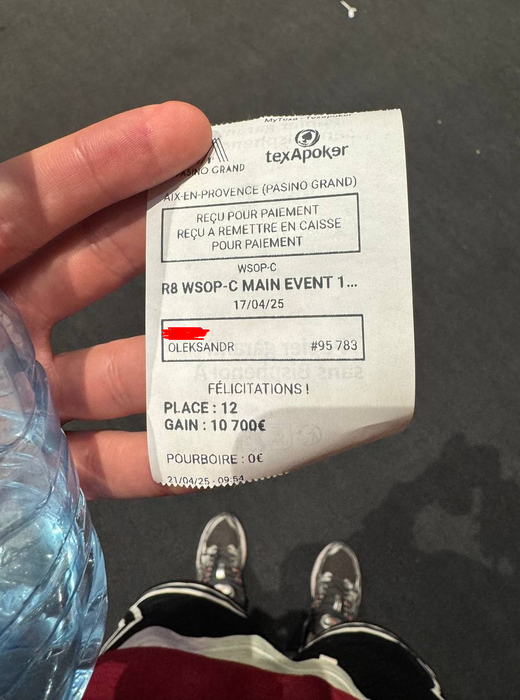 texApoker
AIX-EN-PROVENCE (PASINO GRAND)
REÇU POUR PAIEMENT
REÇU A REMETTRE EN CAISSE
POUR PAIEMENT
WSOP-C
R8 WSOP-C MAIN EVENT 1...
17/04/25
OLEKSANDR #95 783
FÉLICITATIONS !
PLACE : 12
GAIN : 10 700€
POURBOIRE : 0€
21/04/25 - 09:54